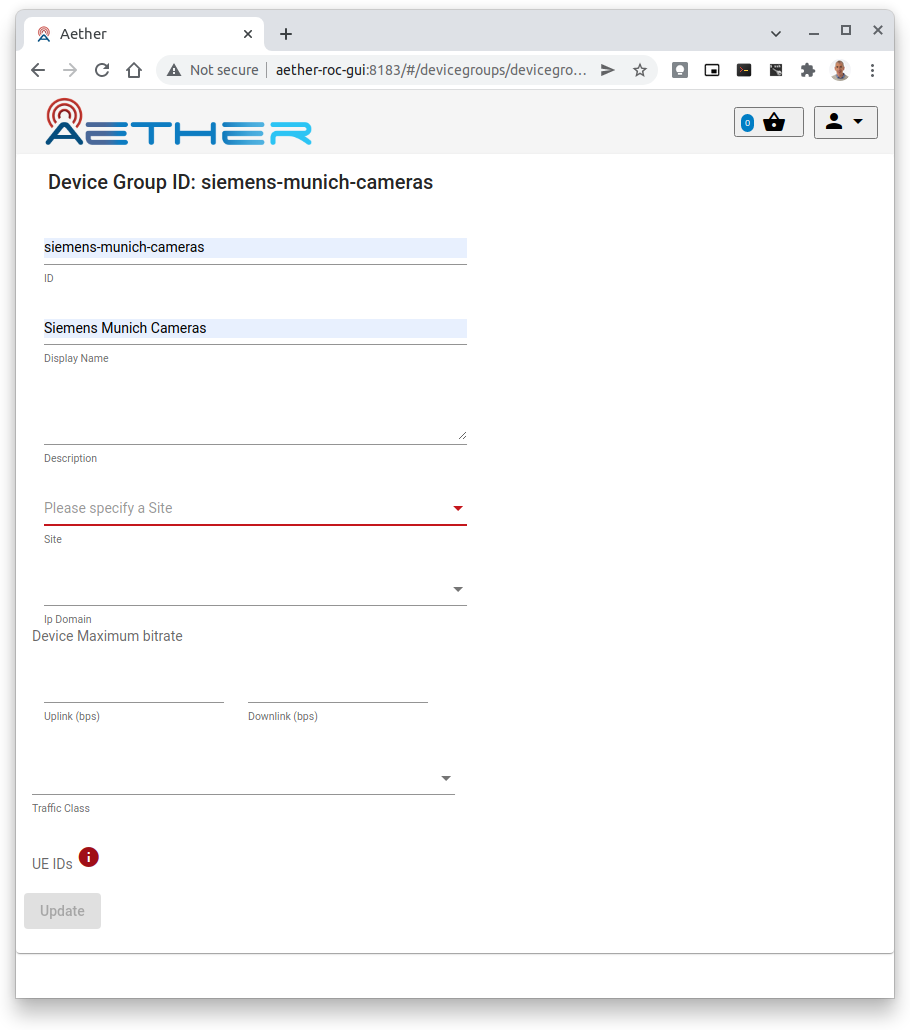 Aether
Not secure aether-roc-gui:8183/#/devicegroups/devicegro...
AETHER
0
Device Group ID: siemens-munich-cameras
siemens-munich-cameras
ID
Siemens Munich Cameras
Display Name
Description
Please specify a Site
Site
Ip Domain
Device Maximum bitrate
Uplink (bps) Downlink (bps)
Traffic Class
UE IDs
Update